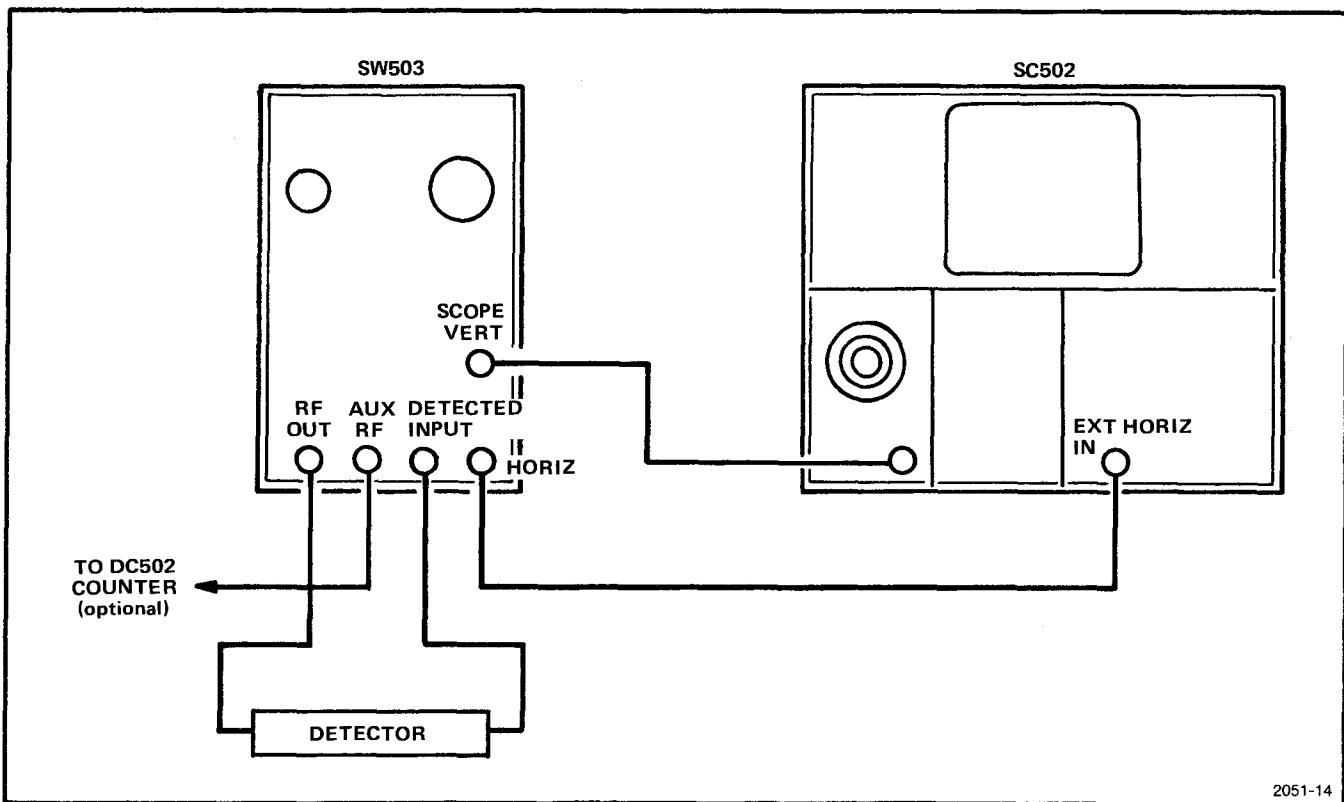 SW503
SC502
SCOPE
VERT
RF
OUT
AUX
RF
DETECTED
INPUT
HORIZ
EXT HORIZ
IN
TO DC502
COUNTER
(optional)
DETECTOR
2051-14